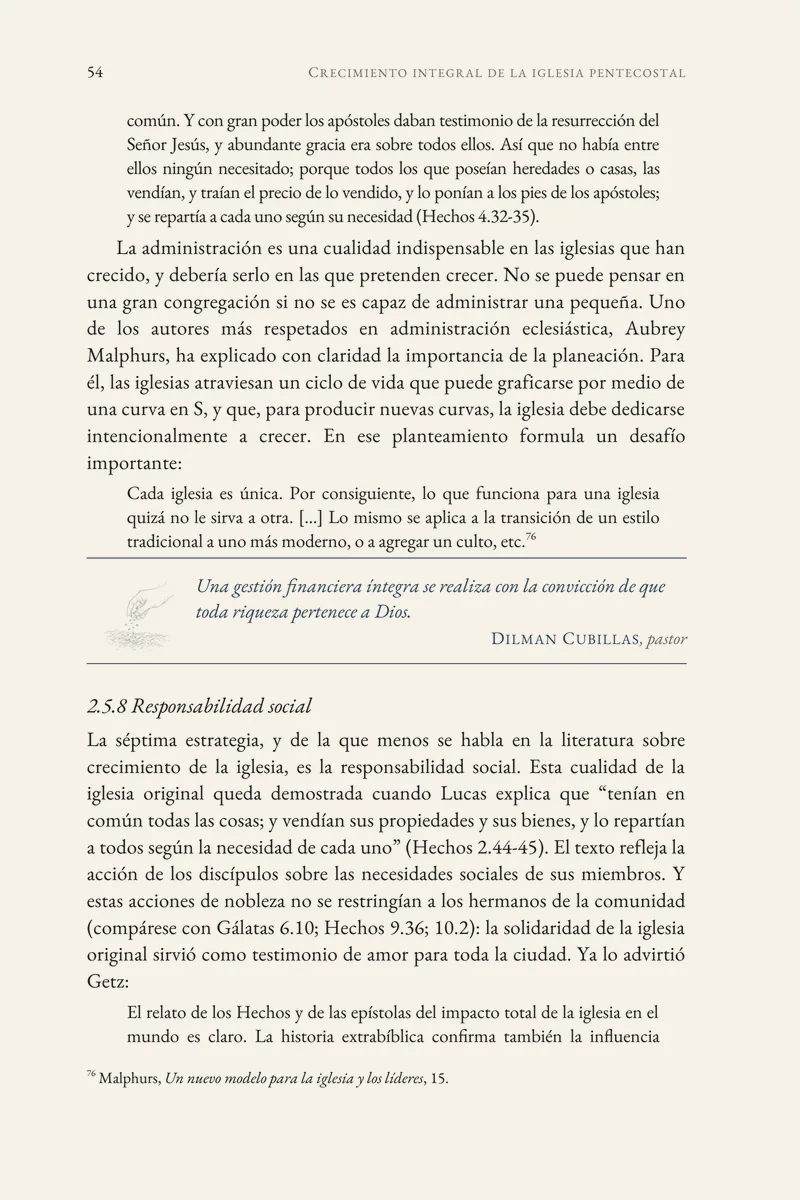 54 CRECIMIENTO INTEGRAL DE LA IGLESIA PENTECOSTAL
común. Y con gran poder los apóstoles daban testimonio de la resurrección del
Señor Jesús, y abundante gracia era sobre todos ellos. Así que no había entre
ellos ningún necesitado; porque todos los que poseían heredades o casas, las
vendían, y traían el precio de lo vendido, y lo ponían a los pies de los apóstoles;
y se repartía a cada uno según su necesidad (Hechos 4.32-35).
La administración es una cualidad indispensable en las iglesias que han
crecido, y debería serlo en las que pretenden crecer. No se puede pensar en
una gran congregación si no se es capaz de administrar una pequeña. Uno
de los autores más respetados en administración eclesiástica, Aubrey
Malphurs, ha explicado con claridad la importancia de la planeación. Para
él, las iglesias atraviesan un ciclo de vida que puede graficarse por medio de
una curva en S, y que, para producir nuevas curvas, la iglesia debe dedicarse
intencionalmente a crecer. En ese planteamiento formula un desafío
importante:
Cada iglesia es única. Por consiguiente, lo que funciona para una iglesia
quizá no le sirva a otra. [...] Lo mismo se aplica a la transición de un estilo
tradicional a uno más moderno, o a agregar un culto, etc.76
Una gestión financiera íntegra se realiza con la convicción de que
toda riqueza pertenece a Dios.
DILMAN CUBILLAS, pastor
2.5.8 Responsabilidad social
La séptima estrategia, y de la que menos se habla en la literatura sobre
crecimiento de la iglesia, es la responsabilidad social. Esta cualidad de la
iglesia original queda demostrada cuando Lucas explica que “tenían en
común todas las cosas; y vendían sus propiedades y sus bienes, y lo repartían
a todos según la necesidad de cada uno” (Hechos 2.44-45). El texto refleja la
acción de los discípulos sobre las necesidades sociales de sus miembros. Y
estas acciones de nobleza no se restringían a los hermanos de la comunidad
(compárese con Gálatas 6.10; Hechos 9.36; 10.2): la solidaridad de la iglesia
original sirvió como testimonio de amor para toda la ciudad. Ya lo advirtió
Getz:
El relato de los Hechos y de las epístolas del impacto total de la iglesia en el
mundo es claro. La historia extrabíblica confirma también la influencia
76 Malphurs, Un nuevo modelo para la iglesia y los líderes, 15.